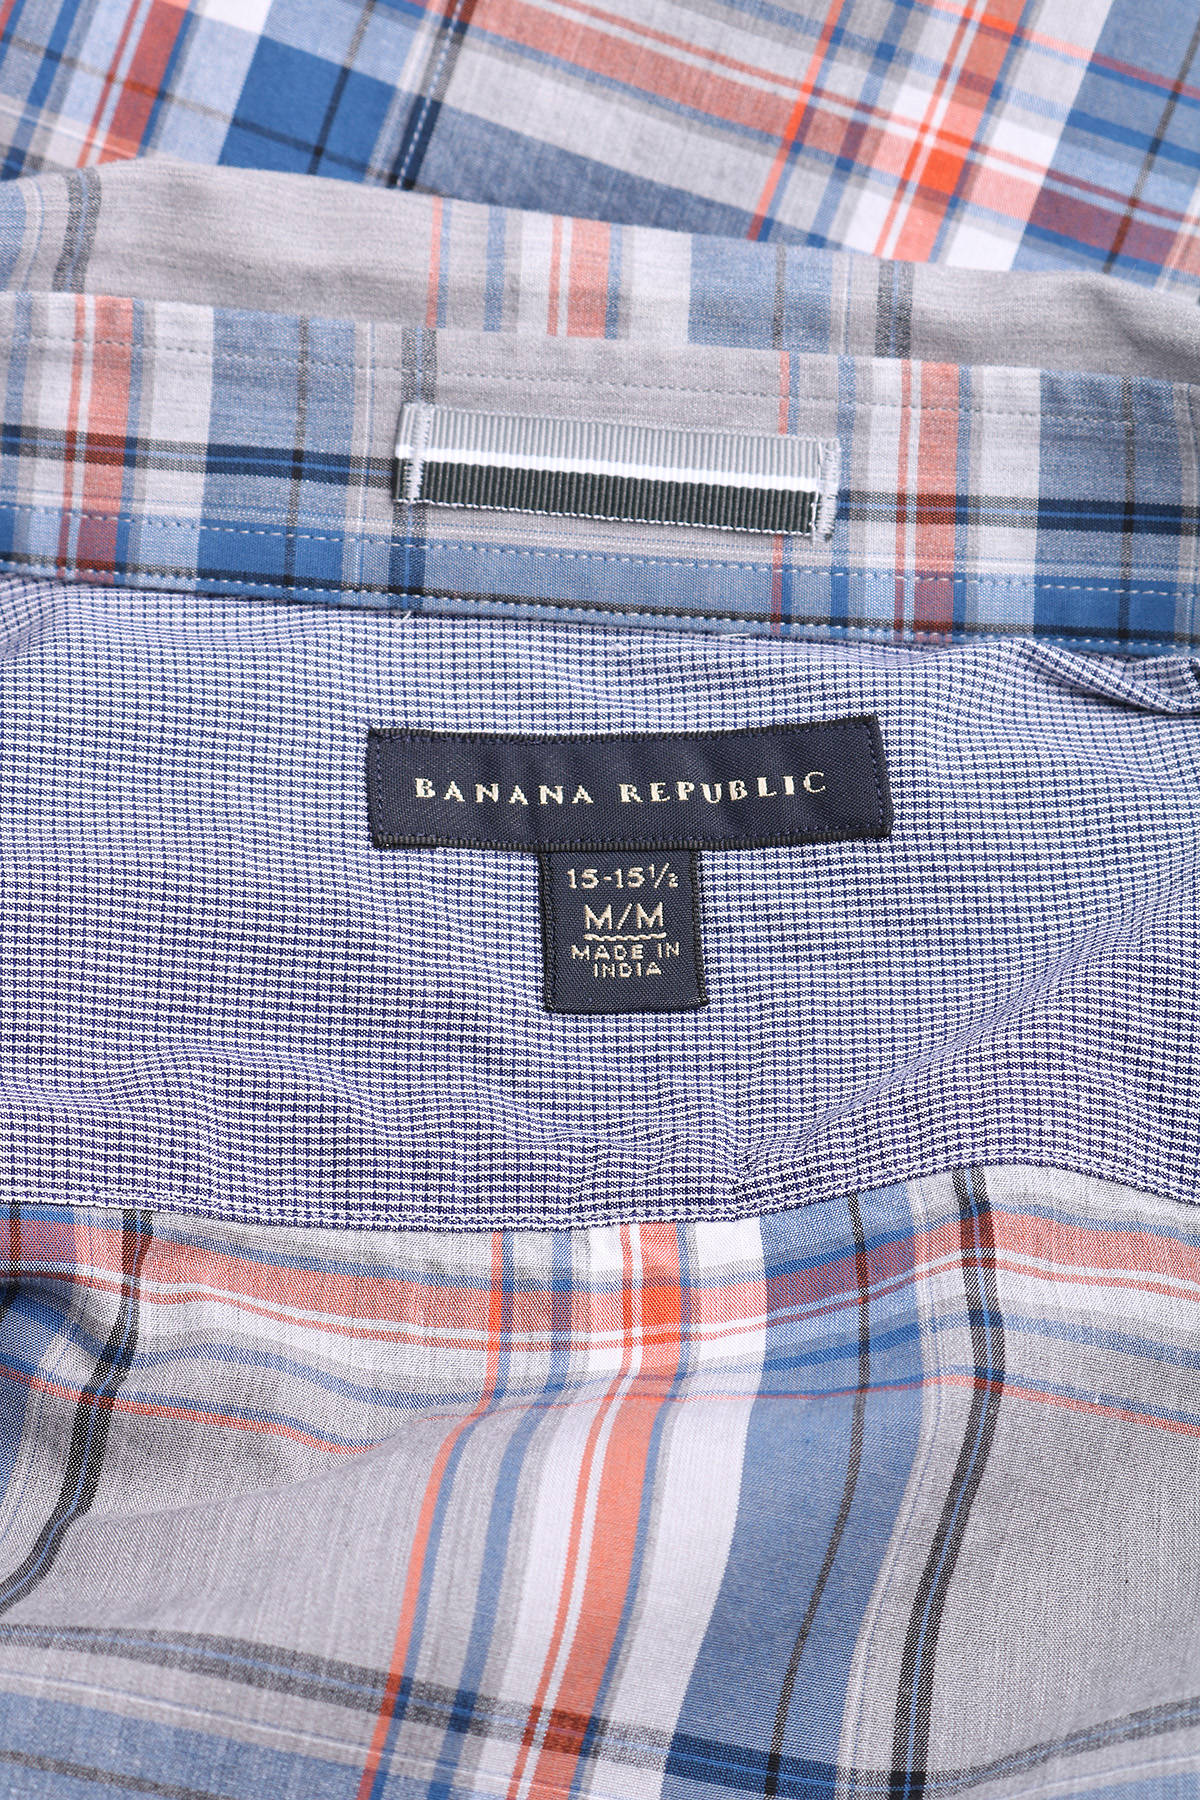 BANANA REPUBLIC
15-15½
M/M
MADE IN
INDIA